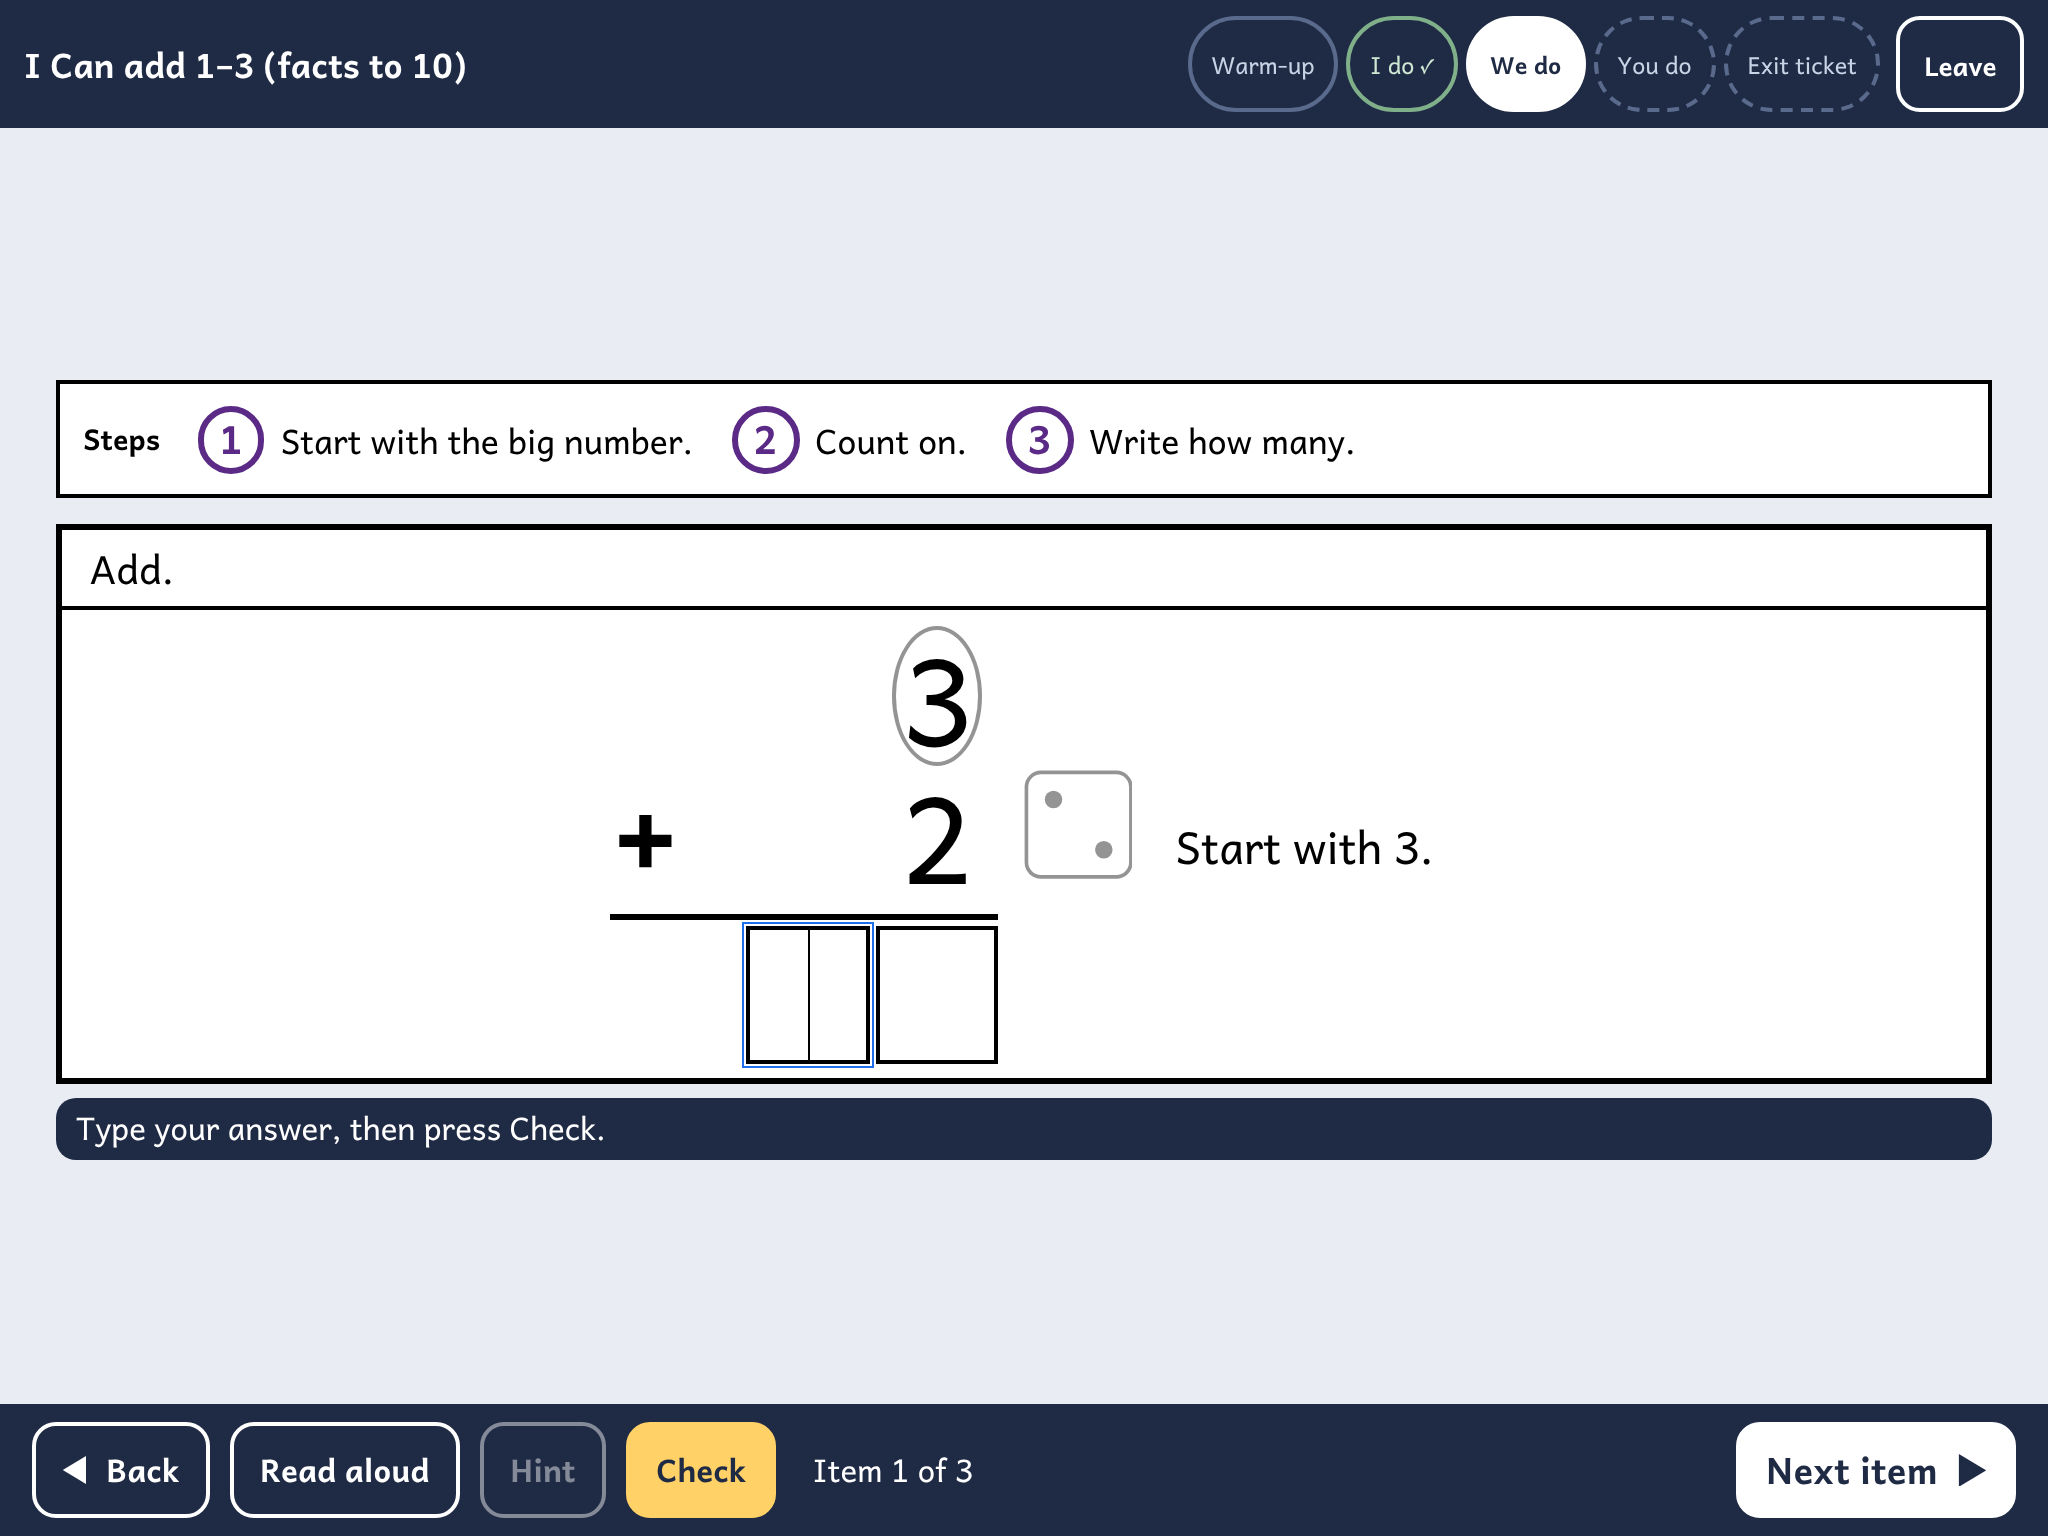 I Can add 1–3 (facts to 10)
Warm-up
I do ✓
We do
You do
Exit ticket
Leave
Steps 1 Start with the big number. 2 Count on. 3 Write how many.
Add.
3
+ 2
Start with 3.
Type your answer, then press Check.
◀ Back
Read aloud
Hint
Check
Item 1 of 3
Next item ▶